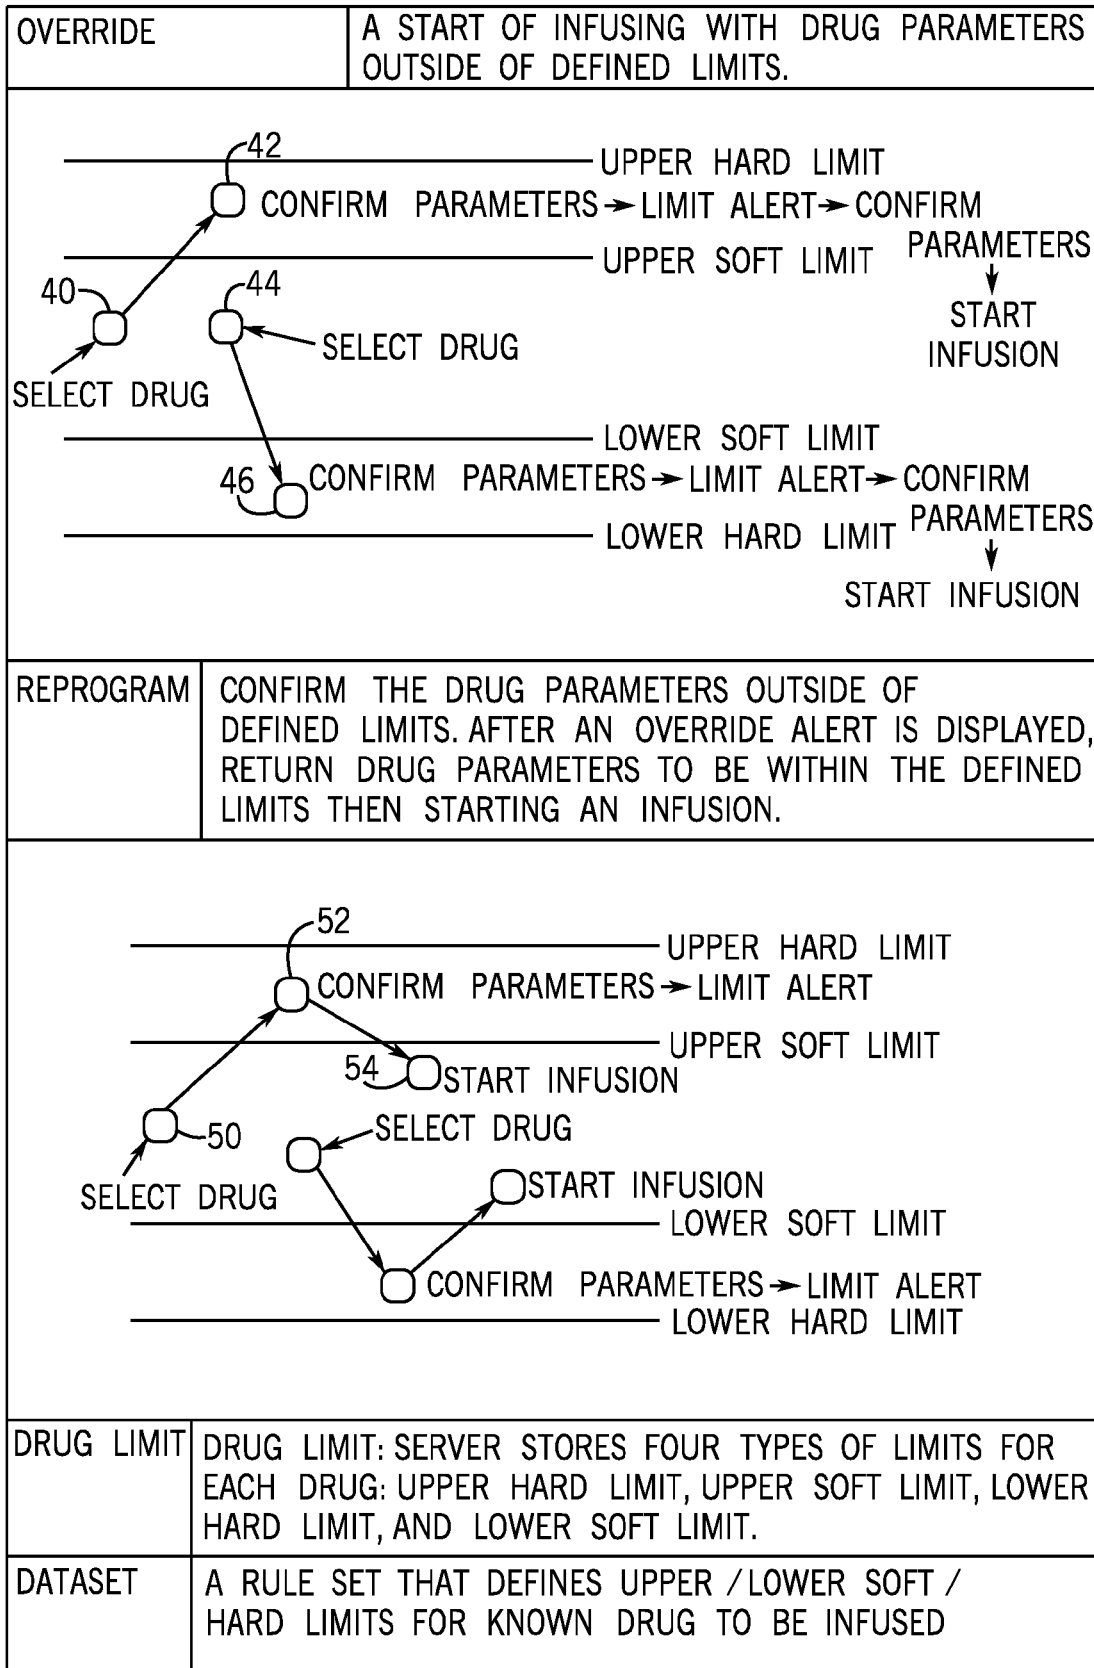 OVERRIDE
A START OF INFUSING WITH DRUG PARAMETERS
OUTSIDE OF DEFINED LIMITS.
42
UPPER HARD LIMIT
CONFIRM PARAMETERS → LIMIT ALERT → CONFIRM
PARAMETERS
UPPER SOFT LIMIT
40
44
START
INFUSION
SELECT DRUG
SELECT DRUG
LOWER SOFT LIMIT
46
CONFIRM PARAMETERS → LIMIT ALERT → CONFIRM
PARAMETERS
LOWER HARD LIMIT
START INFUSION
REPROGRAM
CONFIRM THE DRUG PARAMETERS OUTSIDE OF
DEFINED LIMITS. AFTER AN OVERRIDE ALERT IS DISPLAYED,
RETURN DRUG PARAMETERS TO BE WITHIN THE DEFINED
LIMITS THEN STARTING AN INFUSION.
52
UPPER HARD LIMIT
CONFIRM PARAMETERS → LIMIT ALERT
UPPER SOFT LIMIT
54
START INFUSION
50
SELECT DRUG
SELECT DRUG
START INFUSION
LOWER SOFT LIMIT
CONFIRM PARAMETERS → LIMIT ALERT
LOWER HARD LIMIT
DRUG LIMIT
DRUG LIMIT: SERVER STORES FOUR TYPES OF LIMITS FOR
EACH DRUG: UPPER HARD LIMIT, UPPER SOFT LIMIT, LOWER
HARD LIMIT, AND LOWER SOFT LIMIT.
DATASET
A RULE SET THAT DEFINES UPPER / LOWER SOFT /
HARD LIMITS FOR KNOWN DRUG TO BE INFUSED